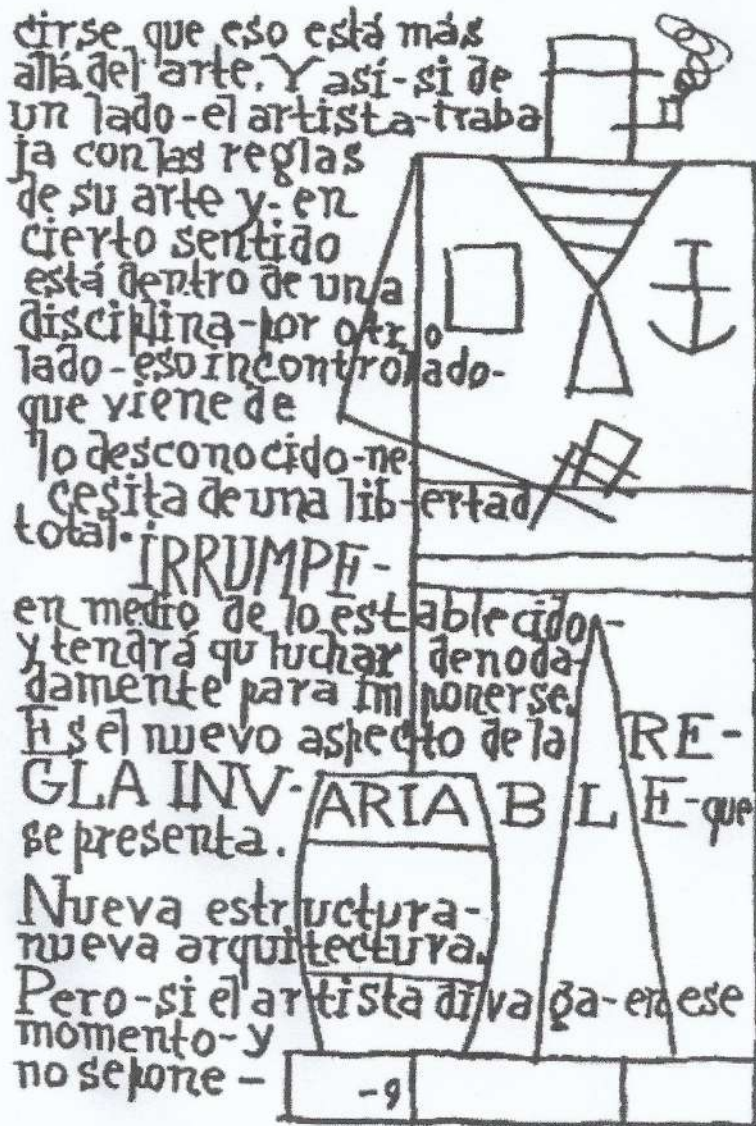 cirse que eso está más
allá del arte. Y así-si de
un lado-el artista-traba
ja con las reglas
de su arte y-en
cierto sentido
está dentro de una
disciplina-por otro
lado-eso incontrolado-
que viene de
lo desconocido-ne
cesita de una libertad
total.
IRRUMPE-
en medio de lo establecido-
y tendrá qu luchar denoda-
damente para imponerse.
Es el nuevo aspecto de la RE-
GLA INV-ARIABLE-que
se presenta.
Nueva estructura-
nueva arquitectura.
Pero-si el artista divaga-en ese
momento-y
no se pone-
-9